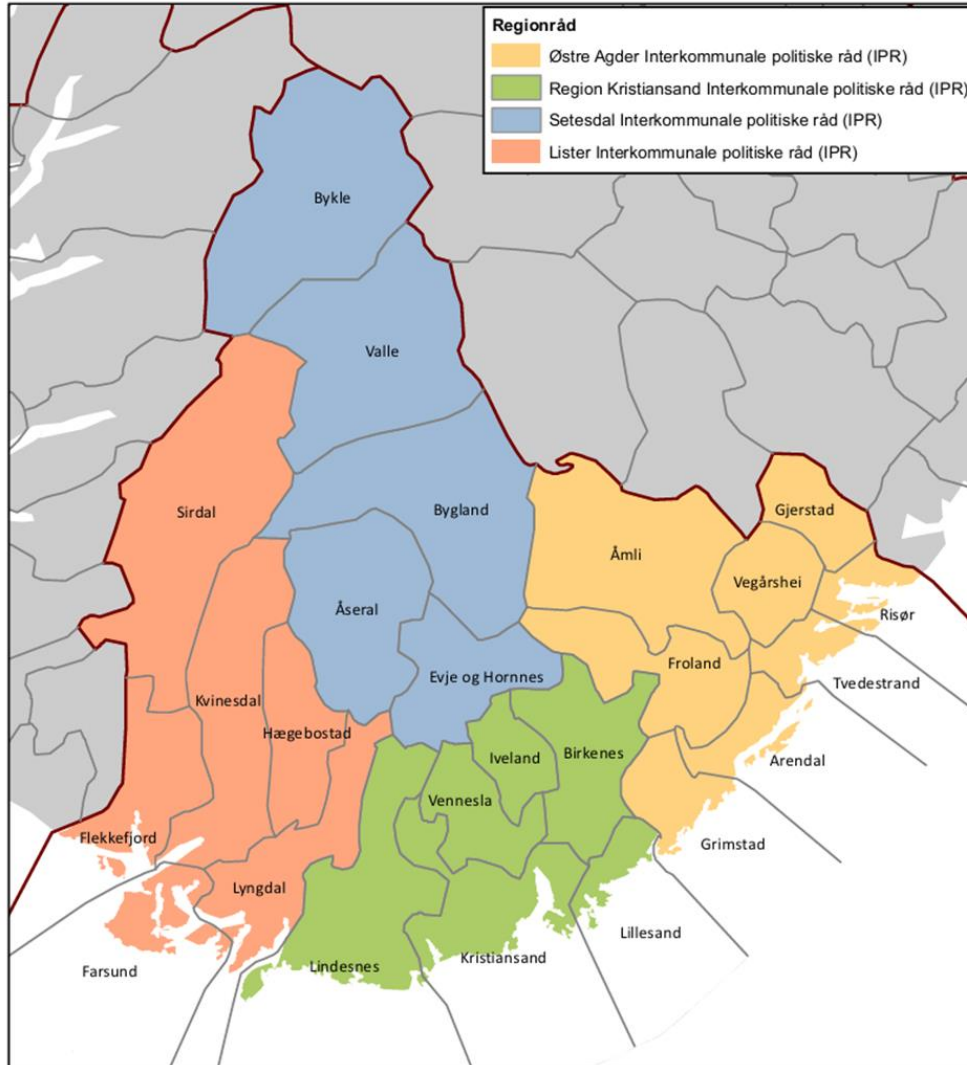 Regionråd
Østre Agder Interkommunale politiske råd (IPR)
Region Kristiansand Interkommunale politiske råd (IPR)
Setesdal Interkommunale politiske råd (IPR)
Lister Interkommunale politiske råd (IPR)
Bykle
Valle
Sirdal
Bygland
Gjerstad
Åmli
Vegårshei
Åseral
Risør
Froland
Evje og Hornnes
Tvedestrand
Kvinesdal
Hægebostad
Iveland
Birkenes
Arendal
Vennesla
Flekkefjord
Grimstad
Lyngdal
Lillesand
Kristiansand
Lindesnes
Farsund